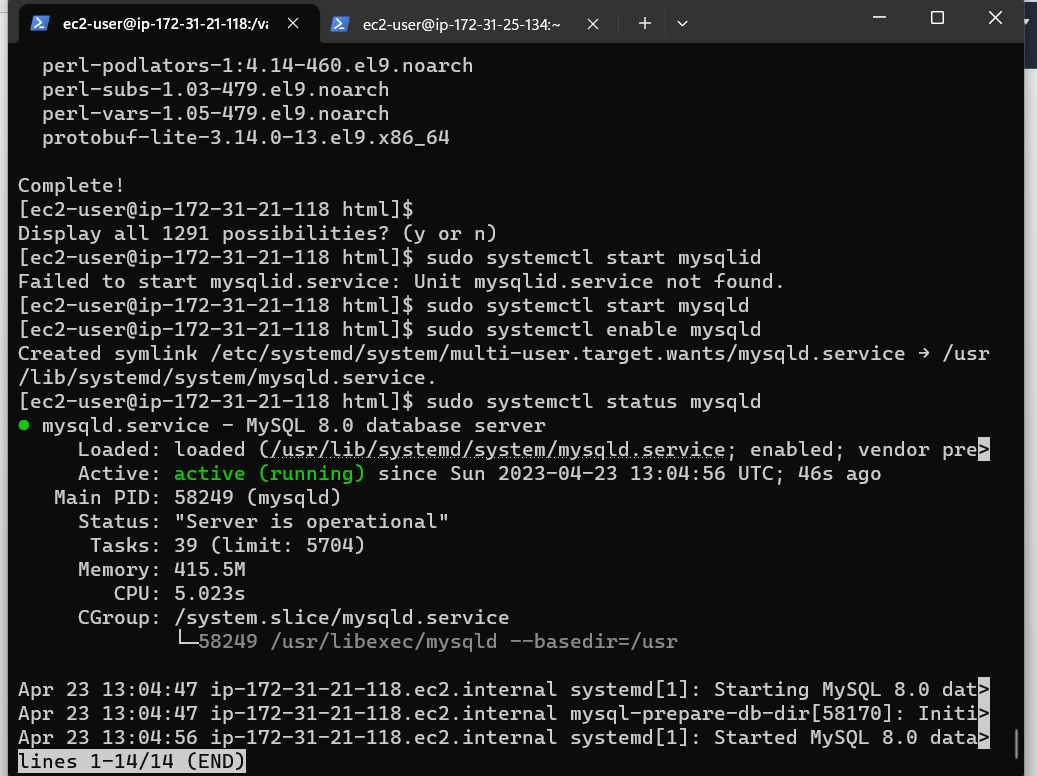 ec2-user@ip-172-31-21-118:/va
ec2-user@ip-172-31-25-134:~
perl-podlators-1:4.14-460.el9.noarch
perl-subs-1.03-479.el9.noarch
perl-vars-1.05-479.el9.noarch
protobuf-lite-3.14.0-13.el9.x86_64
Complete!
[ec2-user@ip-172-31-21-118 html]$
Display all 1291 possibilities? (y or n)
[ec2-user@ip-172-31-21-118 html]$ sudo systemctl start mysqlid
Failed to start mysqlid.service: Unit mysqlid.service not found.
[ec2-user@ip-172-31-21-118 html]$ sudo systemctl start mysqld
[ec2-user@ip-172-31-21-118 html]$ sudo systemctl enable mysqld
Created symlink /etc/systemd/system/multi-user.target.wants/mysqld.service → /usr
/lib/systemd/system/mysqld.service.
[ec2-user@ip-172-31-21-118 html]$ sudo systemctl status mysqld
● mysqld.service - MySQL 8.0 database server
Loaded: loaded (/usr/lib/systemd/system/mysqld.service; enabled; vendor pre>
Active: active (running) since Sun 2023-04-23 13:04:56 UTC; 46s ago
Main PID: 58249 (mysqld)
Status: "Server is operational"
Tasks: 39 (limit: 5704)
Memory: 415.5M
CPU: 5.023s
CGroup: /system.slice/mysqld.service
└─58249 /usr/libexec/mysqld --basedir=/usr
Apr 23 13:04:47 ip-172-31-21-118.ec2.internal systemd[1]: Starting MySQL 8.0 dat>
Apr 23 13:04:47 ip-172-31-21-118.ec2.internal mysql-prepare-db-dir[58170]: Initi>
Apr 23 13:04:56 ip-172-31-21-118.ec2.internal systemd[1]: Started MySQL 8.0 data>
lines 1-14/14 (END)